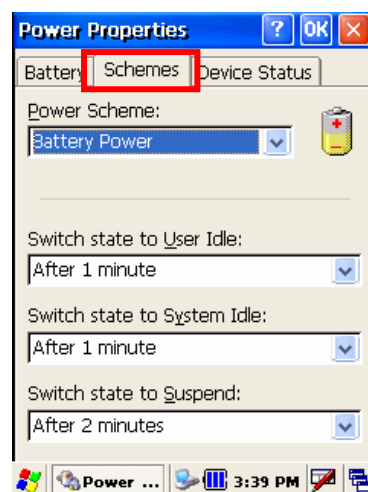 Power Properties ? OK ×
Battery Schemes Device Status
Power Scheme:
Battery Power
Switch state to User Idle:
After 1 minute
Switch state to System Idle:
After 1 minute
Switch state to Suspend:
After 2 minutes
Power ... 3:39 PM